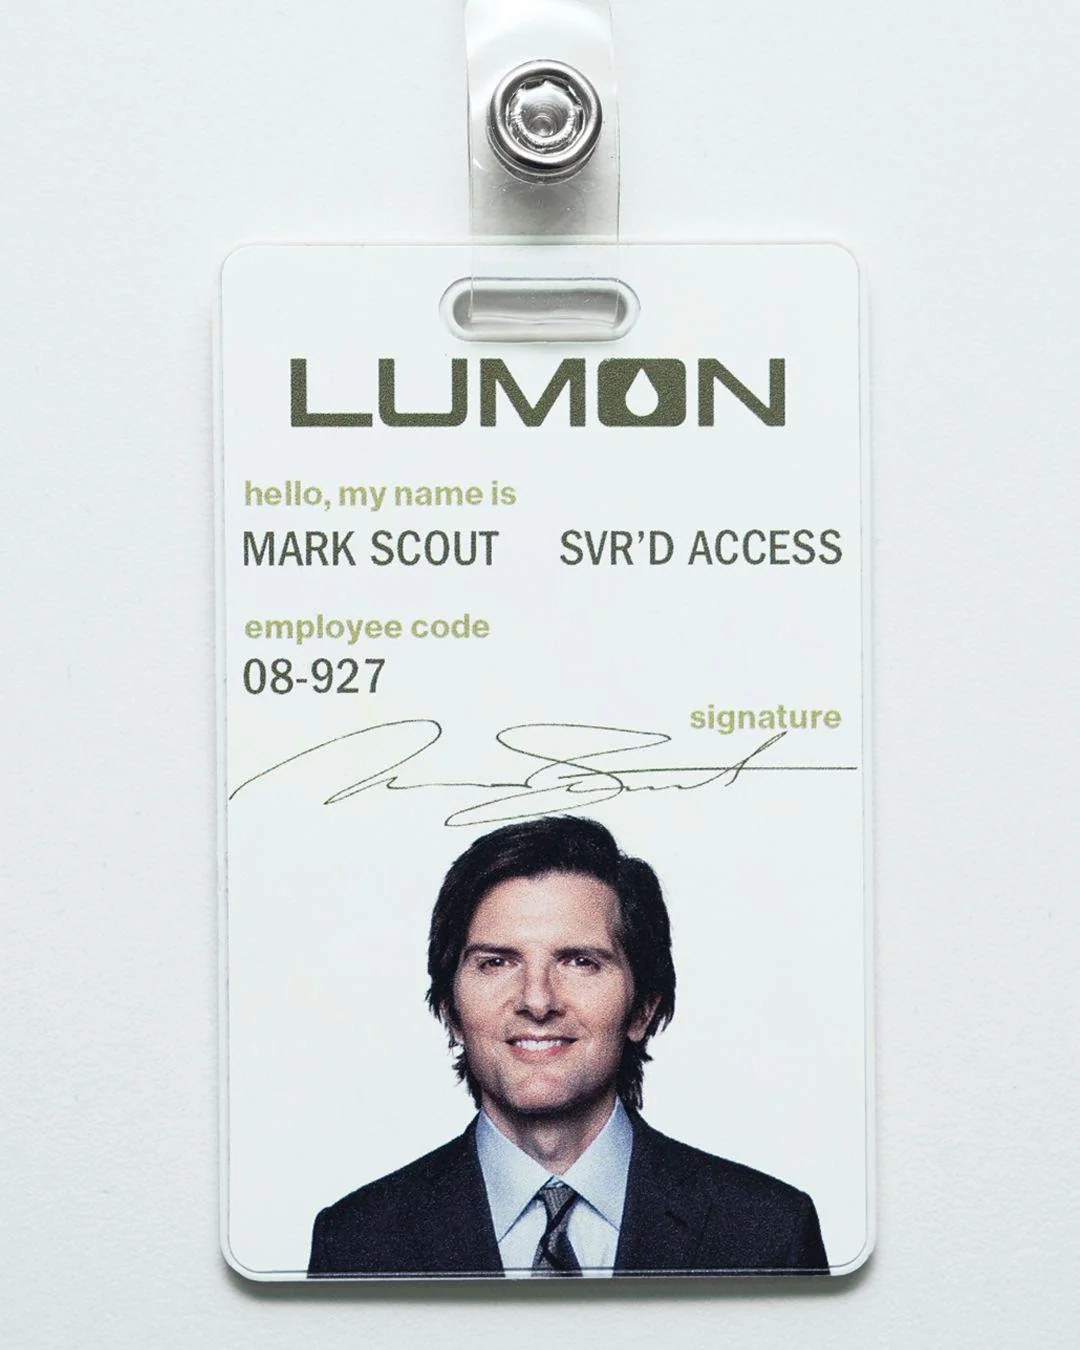 LUMON
hello, my name is
MARK SCOUT SVR'D ACCESS
employee code
08-927
signature